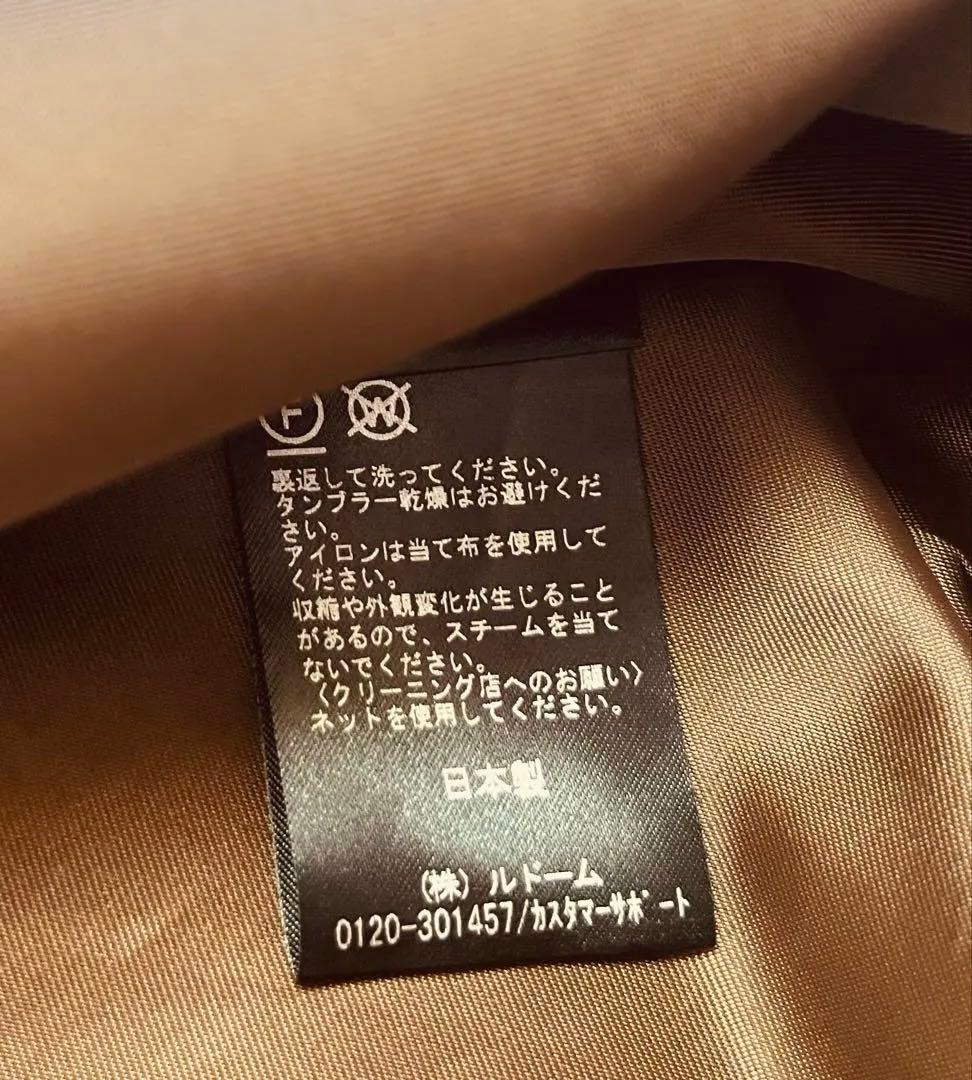 F W
裏返して洗ってください。
タンブラー乾燥はお避けくだ
さい。
アイロンは当て布を使用して
ください。
収縮や外観変化が生じること
があるので、スチームを当て
ないでください。
〈クリーニング店へのお願い〉
ネットを使用してください。
日本製
(株) ルドーム
0120-301457/カスタマーサポート